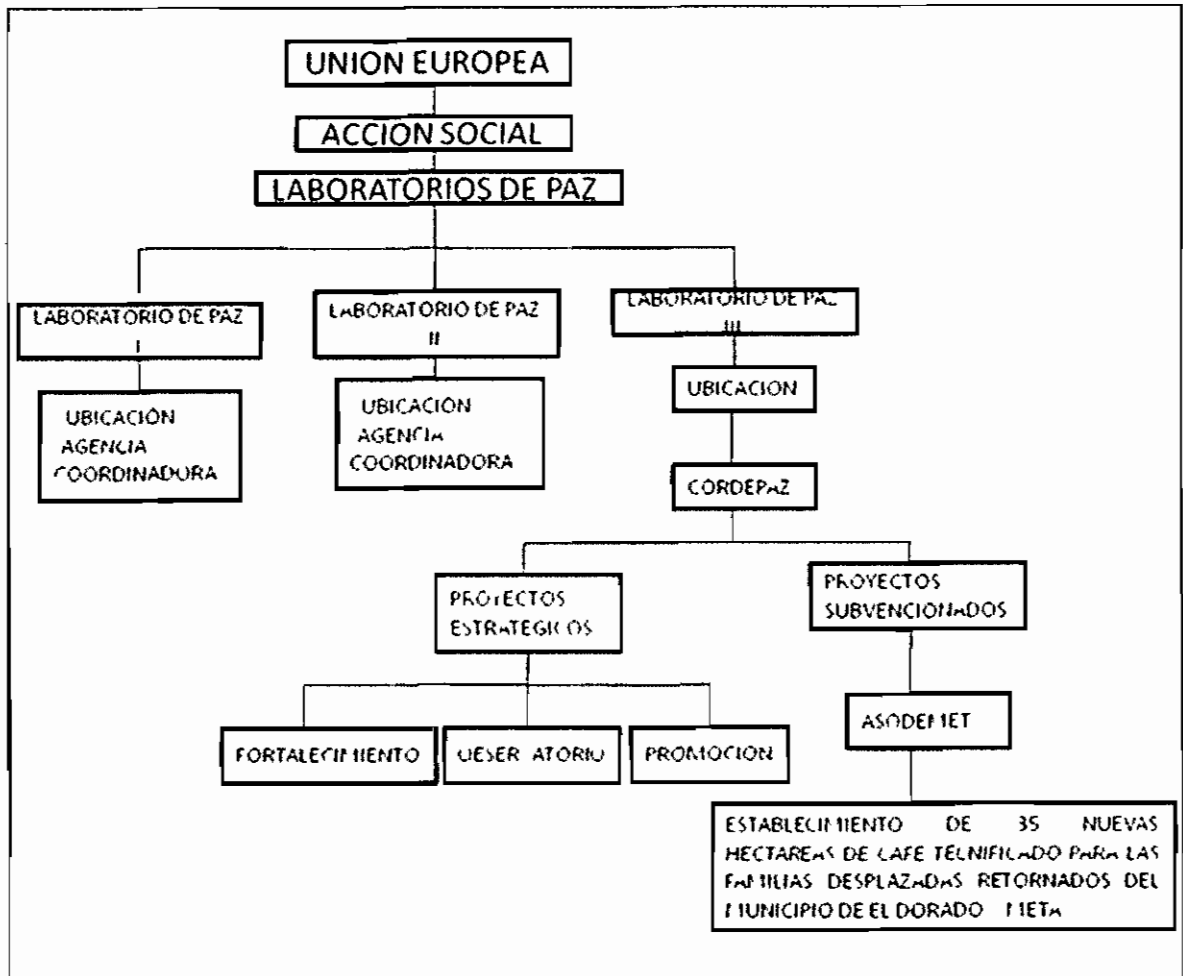 UNION EUROPEA
ACCION SOCIAL
LABORATORIOS DE PAZ
LABORATORIO DE PAZ
I
LABORATORIO DE PAZ
II
LABORATORIO DE PAZ
III
UBICACIÓN
AGENCIA
COORDINADORA
UBICACION
AGENCIA
COORDINADORA
UBICACION
CORDEPAZ
PROYECTOS
ESTRATEGICOS
PROYECTOS
SUBVENCIONADOS
FORTALECIMIENTO
PROMOCION
ASODEMET
ESTABLECIMIENTO DE 35 NUEVAS
HECTAREAS DE CAFE TECNIFICADO PARA LAS
FAMILIAS DESPLAZADAS RETORNADOS DEL
MUNICIPIO DE EL DORADO META